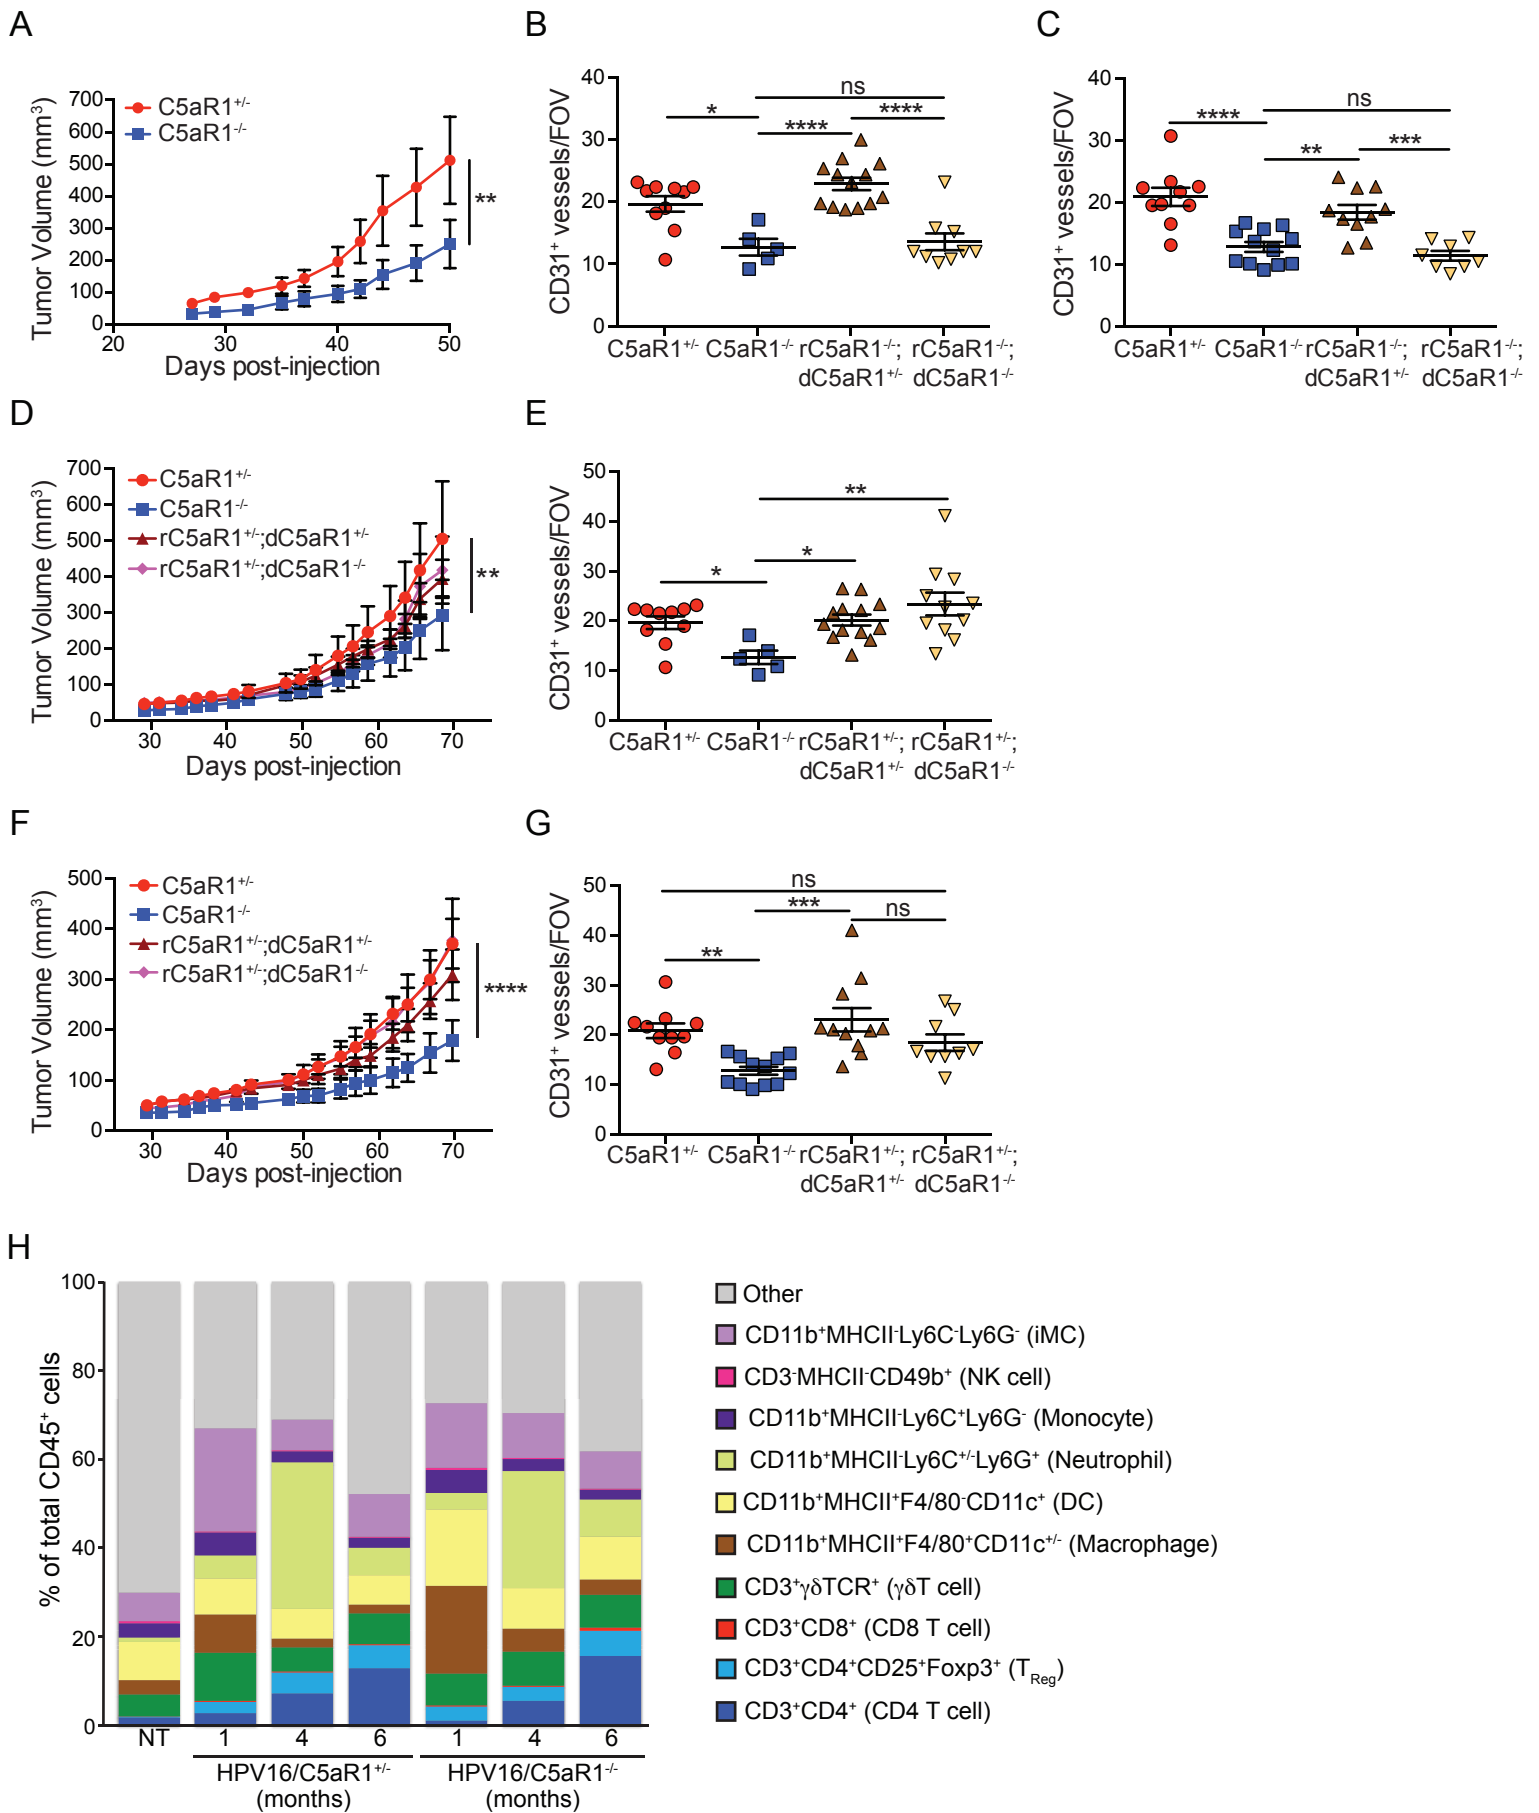 A
Tumor Volume (mm³)
700
600
500
400
300
200
100
0
20
30
40
50
Days post-injection
C5aR1+/-
C5aR1-/-
**
B
CD31+ vessels/FOV
40
30
20
10
0
ns
*
****
****
C5aR1+/- C5aR1-/- rC5aR1-/-; rC5aR1-/-;
dC5aR1+/- dC5aR1-/-
C
CD31+ vessels/FOV
40
30
20
10
0
ns
****
**
***
C5aR1+/- C5aR1-/- rC5aR1-/-; rC5aR1-/-;
dC5aR1+/- dC5aR1-/-
D
Tumor Volume (mm³)
700
600
500
400
300
200
100
0
30
40
50
60
70
Days post-injection
C5aR1+/-
C5aR1-/-
rC5aR1+/-;dC5aR1+/-
rC5aR1+/-;dC5aR1-/-
**
E
CD31+ vessels/FOV
50
40
30
20
10
0
**
*
*
C5aR1+/- C5aR1-/- rC5aR1+/-; rC5aR1+/-;
dC5aR1+/- dC5aR1-/-
F
Tumor Volume (mm³)
500
400
300
200
100
0
30
40
50
60
70
Days post-injection
C5aR1+/-
C5aR1-/-
rC5aR1+/-;dC5aR1+/-
rC5aR1+/-;dC5aR1-/-
****
G
CD31+ vessels/FOV
50
40
30
20
10
0
ns
***
ns
**
C5aR1+/- C5aR1-/- rC5aR1+/-; rC5aR1+/-;
dC5aR1+/- dC5aR1-/-
H
% of total CD45+ cells
100
80
60
40
20
0
NT 1 4 6 1 4 6
HPV16/C5aR1+/- HPV16/C5aR1-/-
(months) (months)
Other
CD11b+MHCII-Ly6C-Ly6G- (iMC)
CD3-MHCII-CD49b+ (NK cell)
CD11b+MHCII-Ly6C+Ly6G- (Monocyte)
CD11b+MHCII-Ly6C+/-Ly6G+ (Neutrophil)
CD11b+MHCII+F4/80-CD11c+ (DC)
CD11b+MHCII+F4/80+CD11c+/- (Macrophage)
CD3+γδTCR+ (γδT cell)
CD3+CD8+ (CD8 T cell)
CD3+CD4+CD25+Foxp3+ (TReg)
CD3+CD4+ (CD4 T cell)